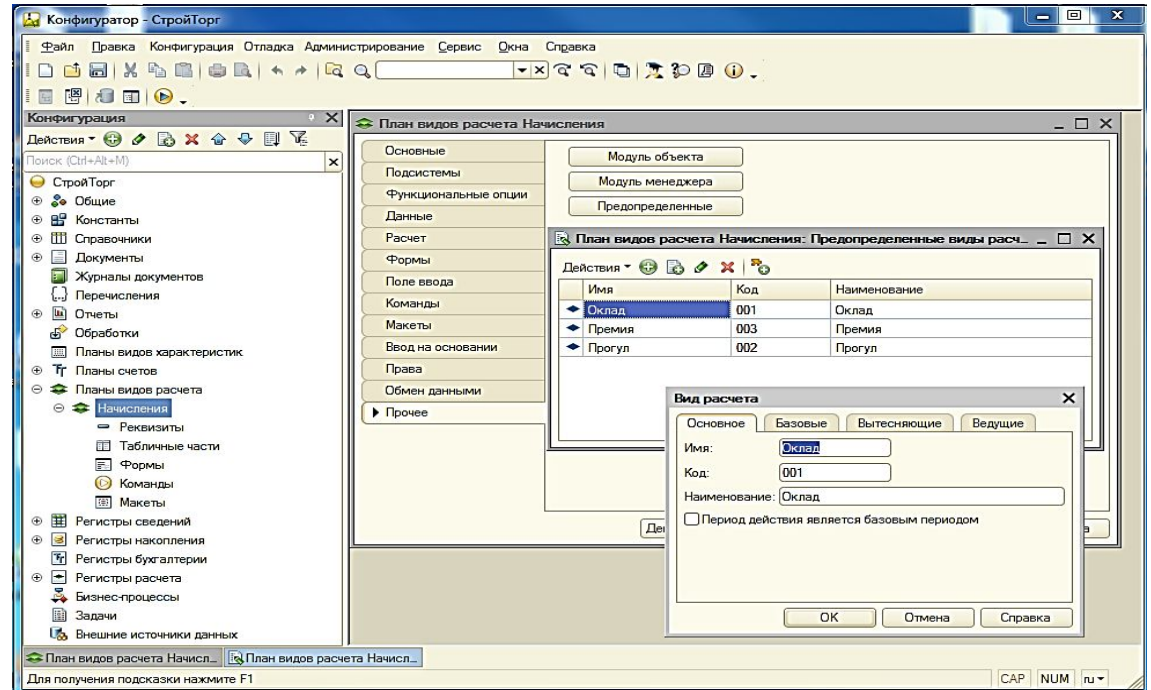 Конфигуратор - СтройТорг
Файл Правка Конфигурация Отладка Администрирование Сервис Окна Справка
Конфигурация
Действия
Поиск (Ctrl+Alt+M)
СтройТорг
Общие
Константы
Справочники
Документы
Журналы документов
Перечисления
Отчеты
Обработки
Планы видов характеристик
Планы счетов
Планы видов расчета
Начисления
Реквизиты
Табличные части
Формы
Команды
Макеты
Регистры сведений
Регистры накопления
Регистры бухгалтерии
Регистры расчета
Бизнес-процессы
Задачи
Внешние источники данных
План видов расчета Начисления
Основные
Подсистемы
Функциональные опции
Данные
Расчет
Формы
Поле ввода
Команды
Макеты
Ввод на основании
Права
Обмен данными
Прочее
Модуль объекта
Модуль менеджера
Предопределенные
План видов расчета Начисления: Предопределенные виды расч...
Действия
Имя Код Наименование
Оклад 001 Оклад
Премия 003 Премия
Прогул 002 Прогул
Вид расчета
Основное Базовые Вытесняющие Ведущие
Имя: Оклад
Код: 001
Наименование: Оклад
Период действия является базовым периодом
OK Отмена Справка
Де
а
План видов расчета Начисл... План видов расчета Начисл...
Для получения подсказки нажмите F1
CAP NUM ru